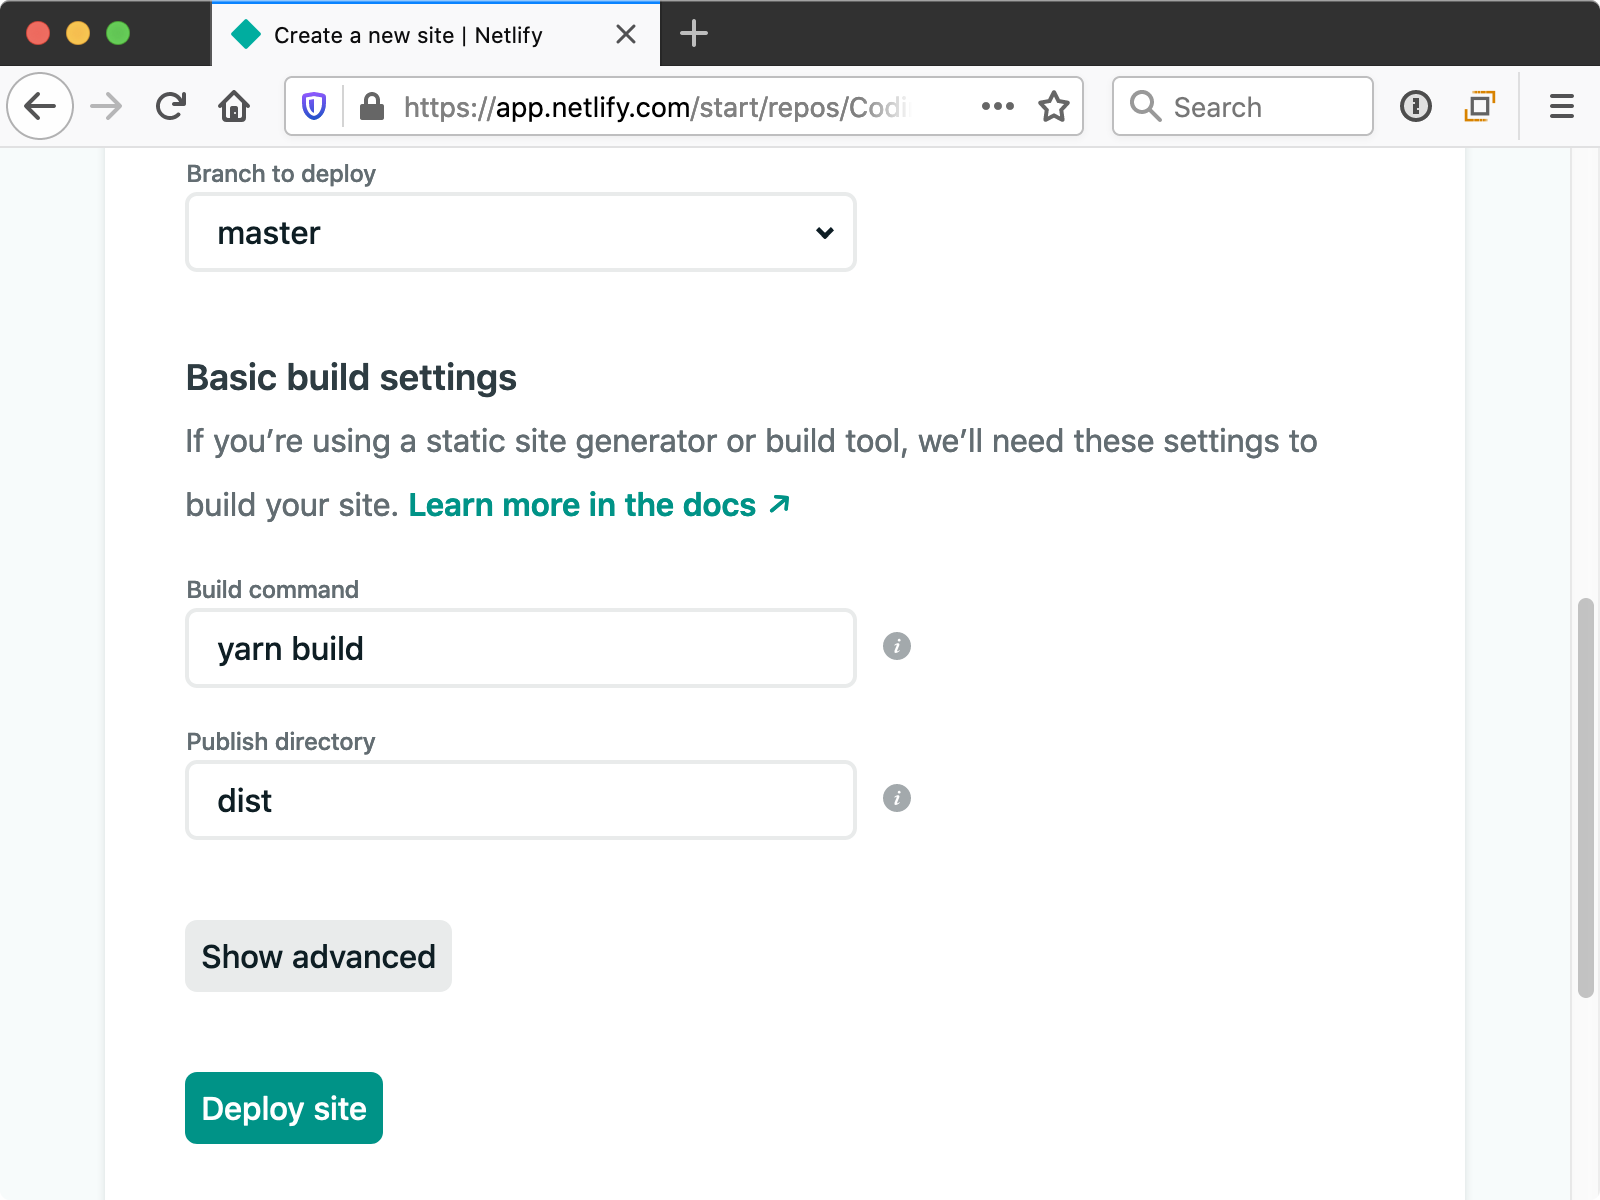 Create a new site | Netlify
https://app.netlify.com/start/repos/Codi
Search
Branch to deploy
master
Basic build settings
If you’re using a static site generator or build tool, we’ll need these settings to
build your site. Learn more in the docs ↗
Build command
yarn build
Publish directory
dist
Show advanced
Deploy site